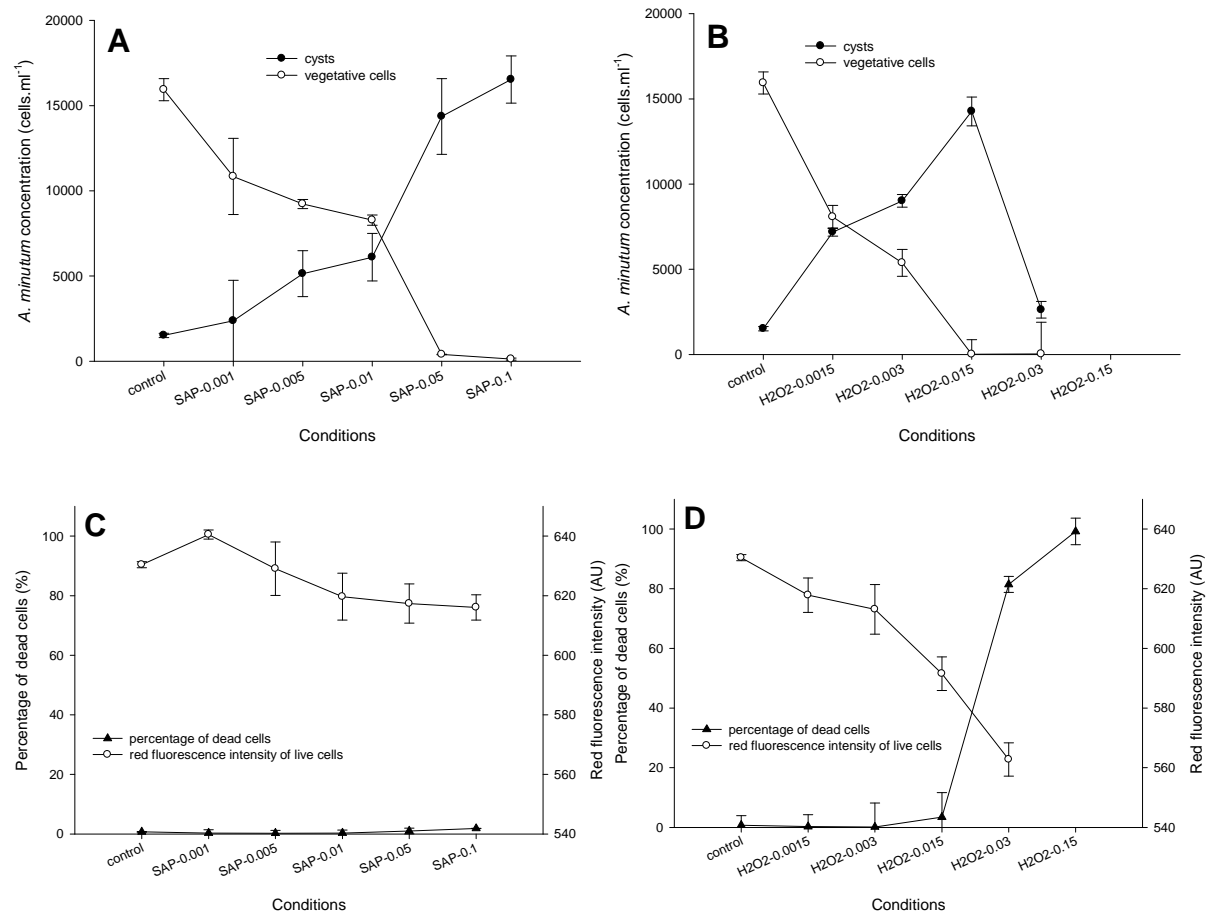 A
cysts
vegetative cells
20000
15000
10000
5000
0
A. minutum concentration (cells.ml-1)
control
SAP-0.001
SAP-0.005
SAP-0.01
SAP-0.05
SAP-0.1
Conditions
B
cysts
vegetative cells
20000
15000
10000
5000
0
A. minutum concentration (cells.ml-1)
control
H2O2-0.0015
H2O2-0.003
H2O2-0.015
H2O2-0.03
H2O2-0.15
Conditions
C
100
80
60
40
20
0
Percentage of dead cells (%)
percentage of dead cells
red fluorescence intensity of live cells
640
620
600
580
560
540
Red fluorescence intensity (AU)
control
SAP-0.001
SAP-0.005
SAP-0.01
SAP-0.05
SAP-0.1
Conditions
D
100
80
60
40
20
0
Percentage of dead cells (%)
percentage of dead cells
red fluorescence intensity of live cells
640
620
600
580
560
540
Red fluorescence intensity (AU)
control
H2O2-0.0015
H2O2-0.003
H2O2-0.015
H2O2-0.03
H2O2-0.15
Conditions